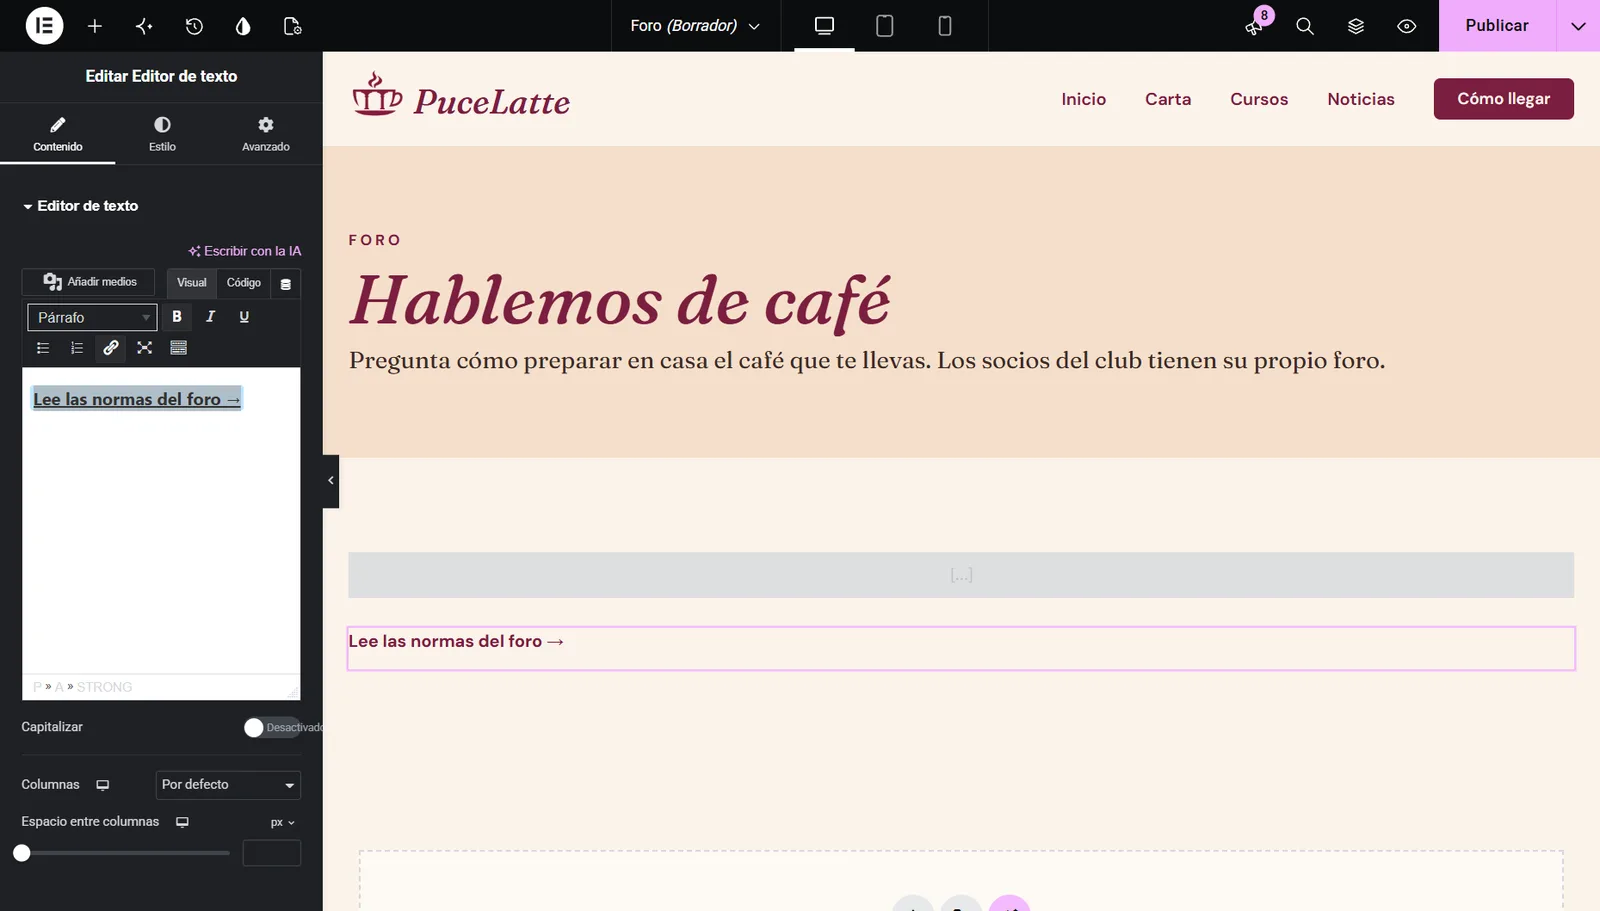 Foro (Borrador)
8
Publicar
Editar Editor de texto
Contenido
Estilo
Avanzado
Editor de texto
Escribir con la IA
Añadir medios
Visual
Código
Párrafo
B
I
U
Lee las normas del foro →
P » A » STRONG
Capitalizar
Desactivado
Columnas
Por defecto
Espacio entre columnas
px
PuceLatte
Inicio
Carta
Cursos
Noticias
Cómo llegar
FORO
Hablemos de café
Pregunta cómo preparar en casa el café que te llevas. Los socios del club tienen su propio foro.
[...]
Lee las normas del foro →